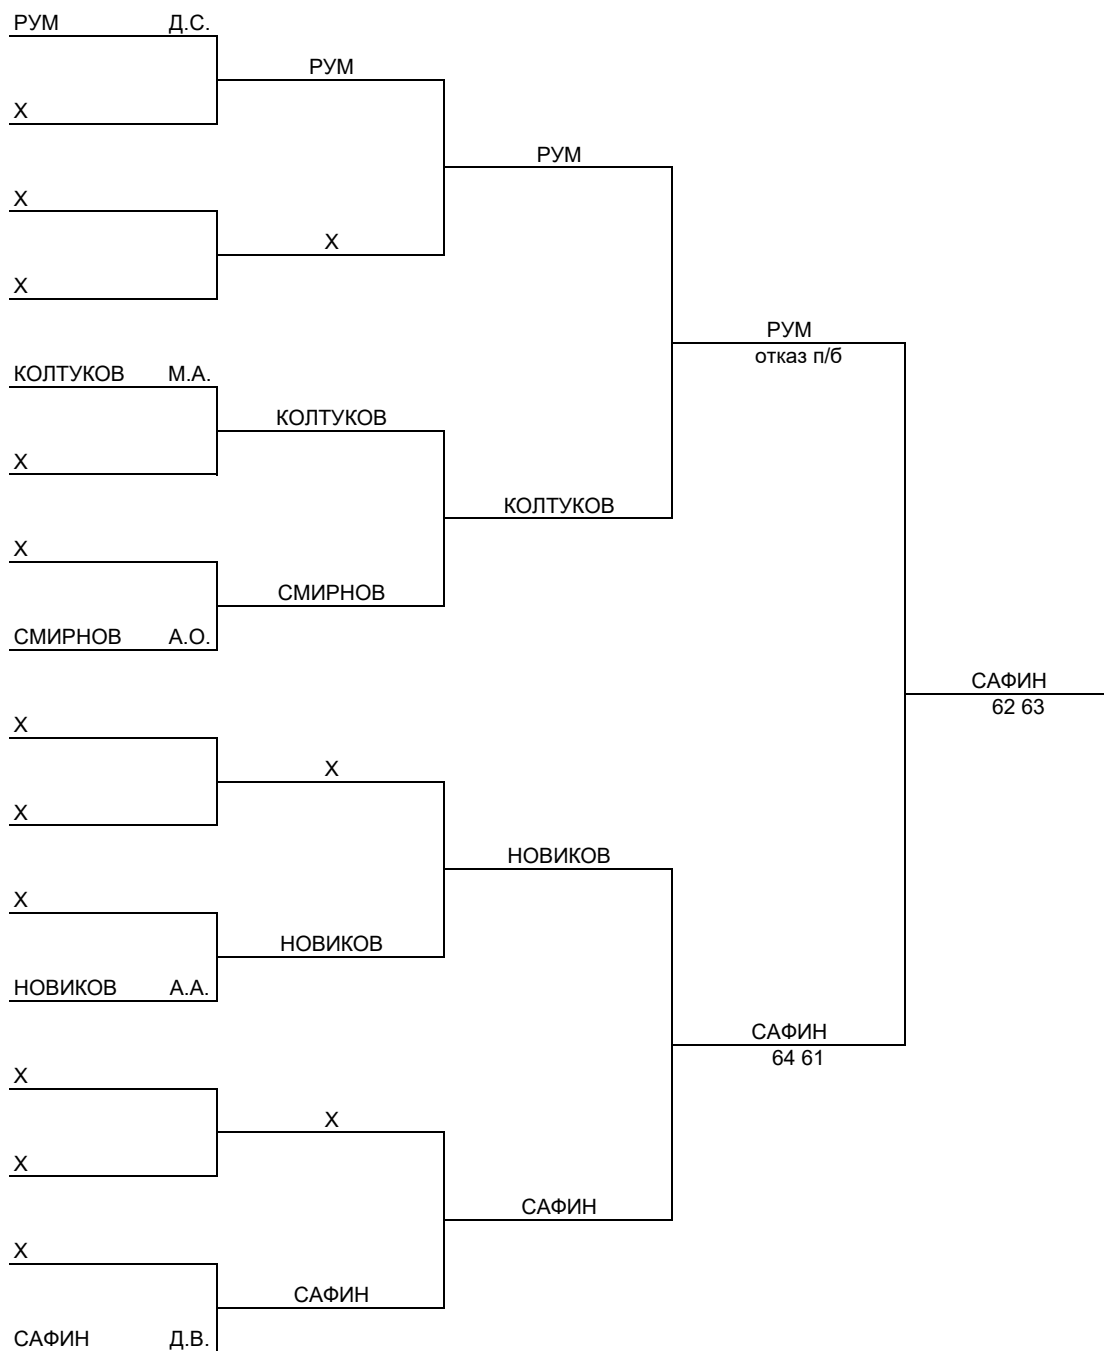 РУМ Д.С.
РУМ
Х
РУМ
Х
Х
Х
РУМ
отказ п/б
КОЛТУКОВ М.А.
КОЛТУКОВ
Х
КОЛТУКОВ
Х
СМИРНОВ
СМИРНОВ А.О.
САФИН
62 63
Х
Х
Х
НОВИКОВ
Х
НОВИКОВ
НОВИКОВ А.А.
САФИН
64 61
Х
Х
Х
САФИН
Х
САФИН
САФИН Д.В.